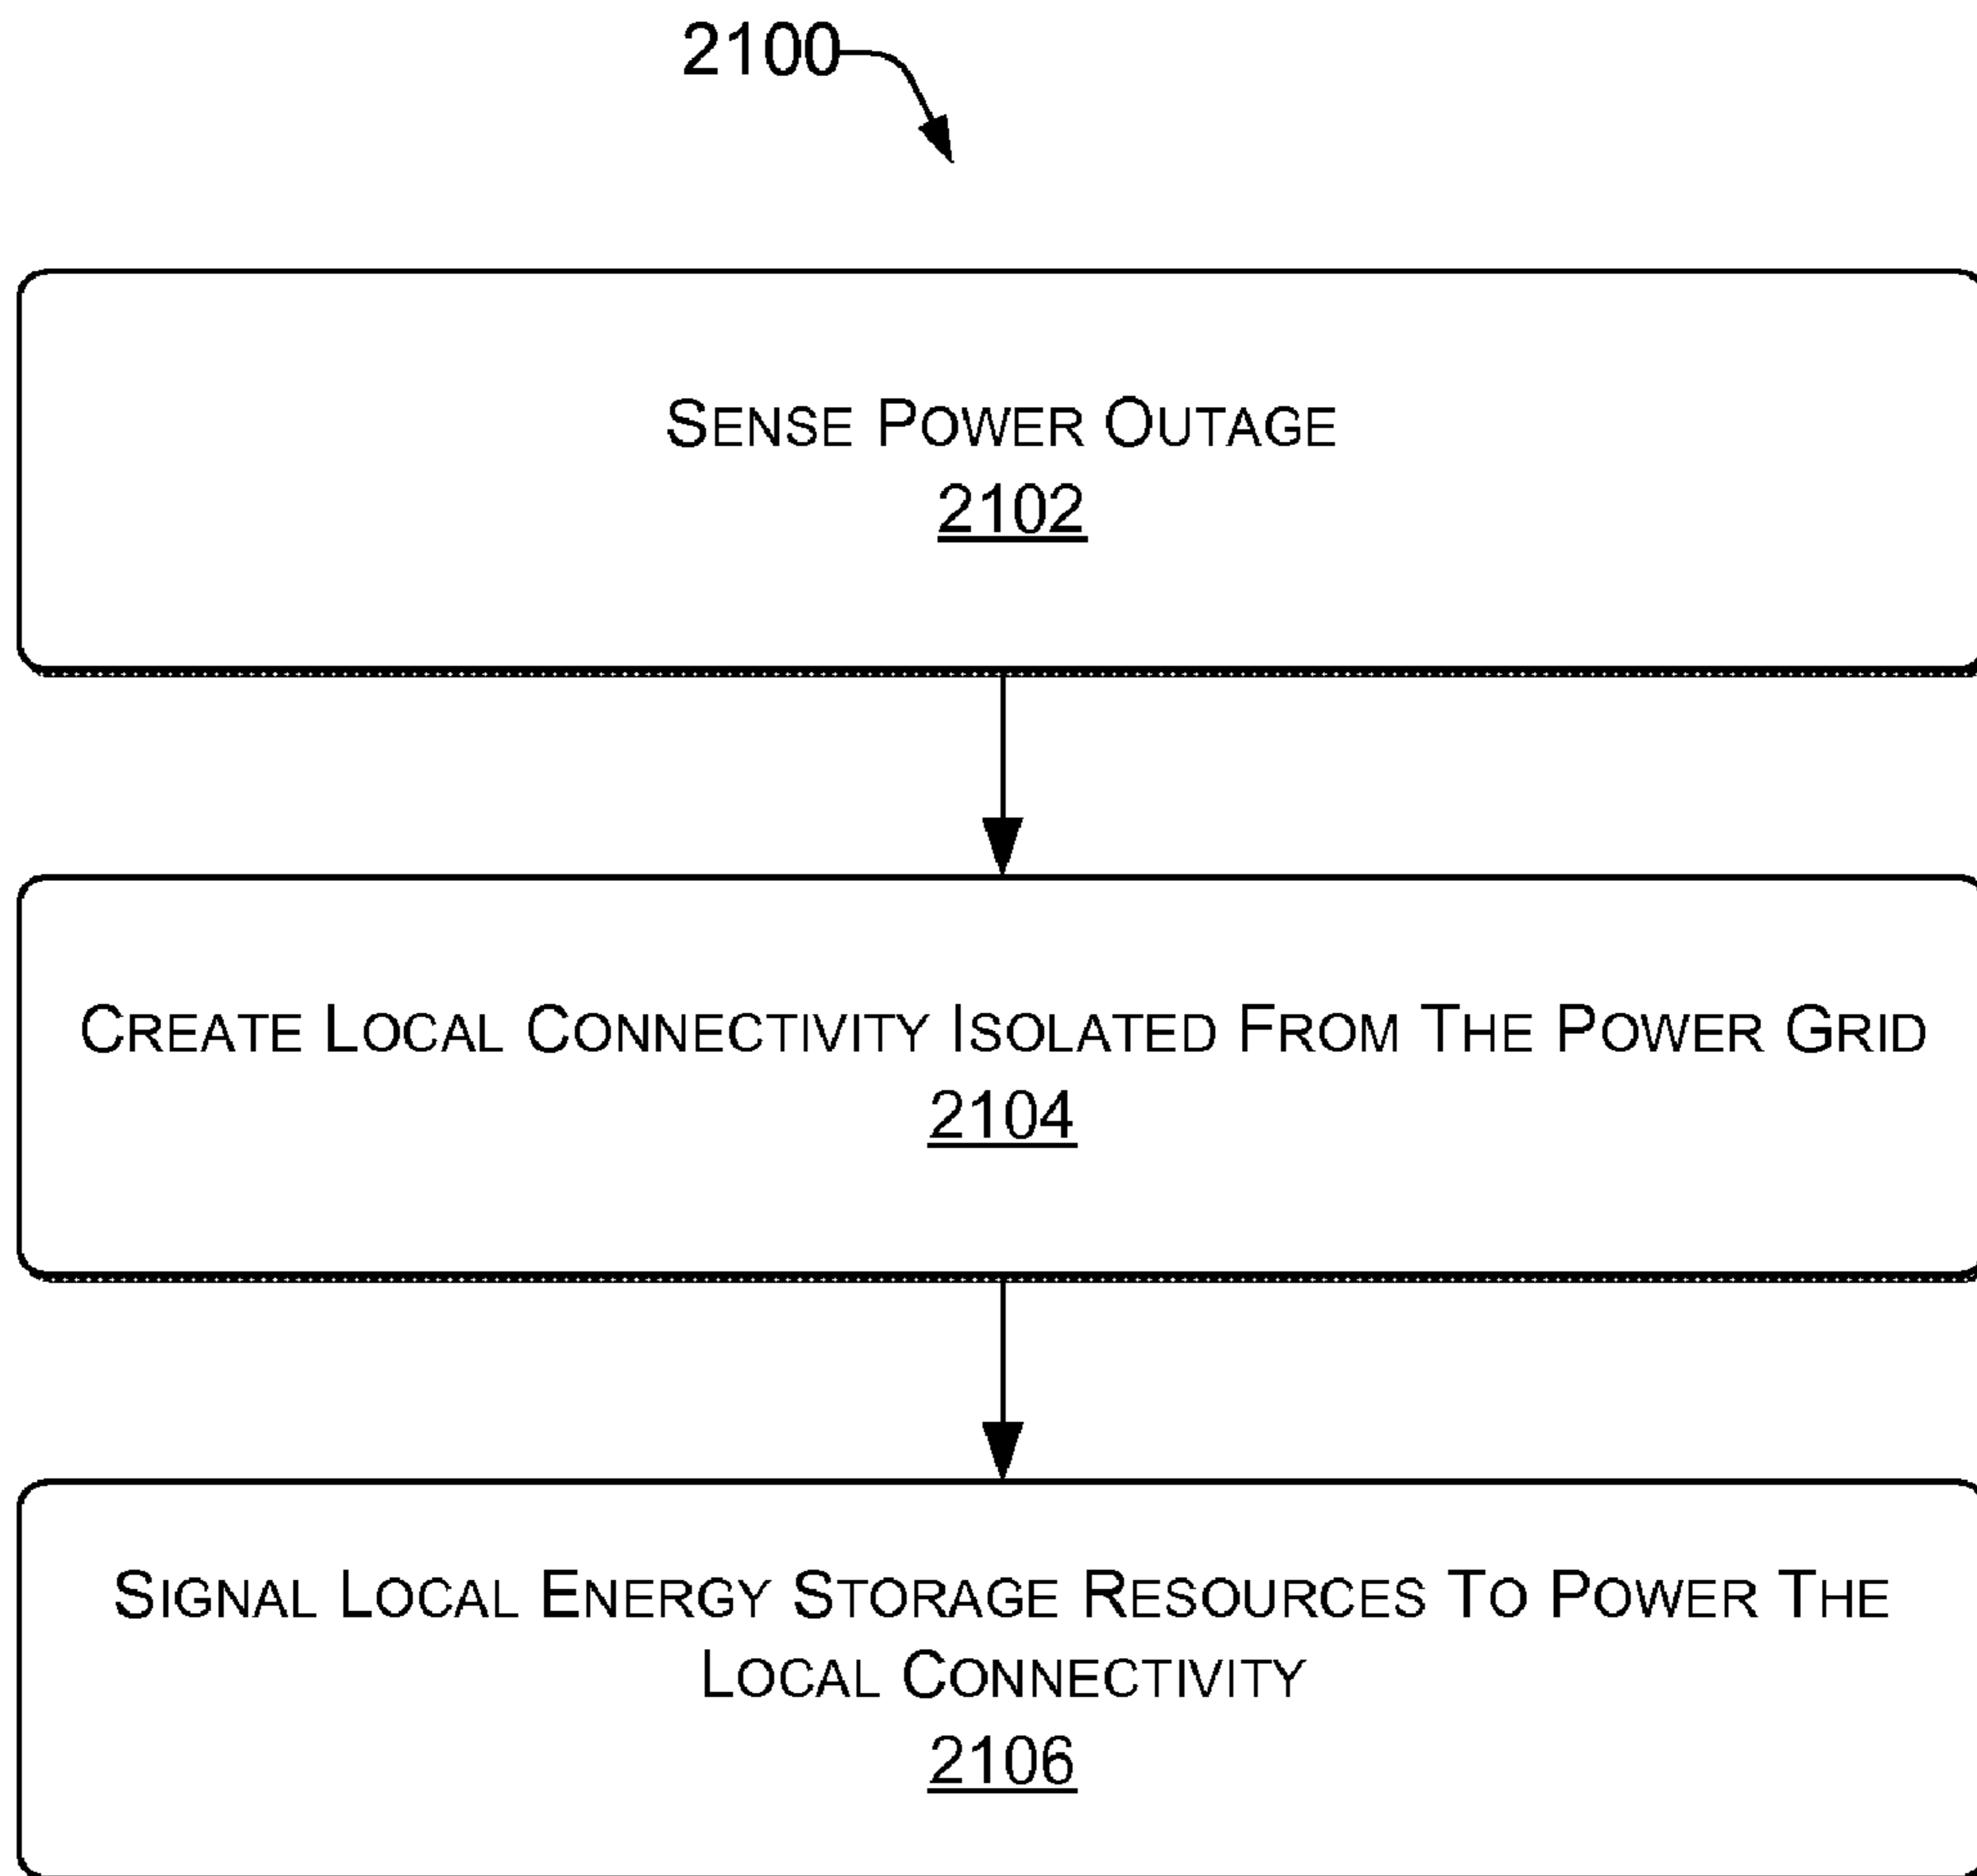 2100
SENSE POWER OUTAGE
2102
CREATE LOCAL CONNECTIVITY ISOLATED FROM THE POWER GRID
2104
SIGNAL LOCAL ENERGY STORAGE RESOURCES TO POWER THE
LOCAL CONNECTIVITY
2106